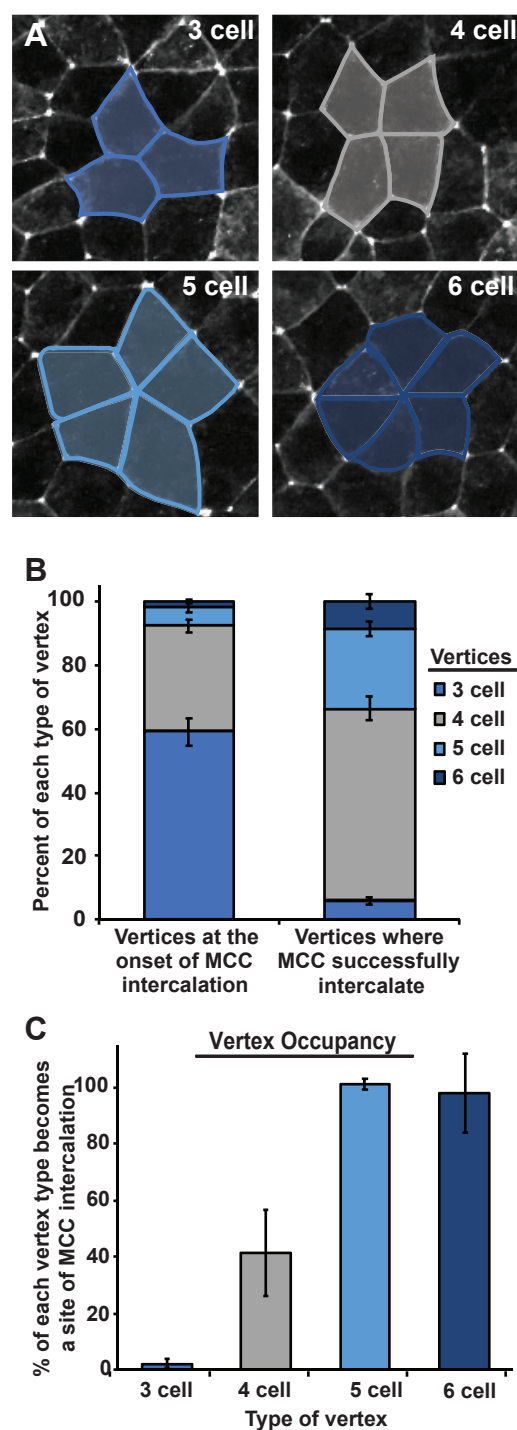 A
3 cell
4 cell
5 cell
6 cell
B
Percent of each type of vertex
100
80
60
40
20
0
Vertices
3 cell
4 cell
5 cell
6 cell
Vertices at the
onset of MCC
intercalation
Vertices where
MCC successfully
intercalate
C
Vertex Occupancy
% of each vertex type becomes
a site of MCC intercalation
100
80
60
40
20
0
3 cell
4 cell
5 cell
6 cell
Type of vertex